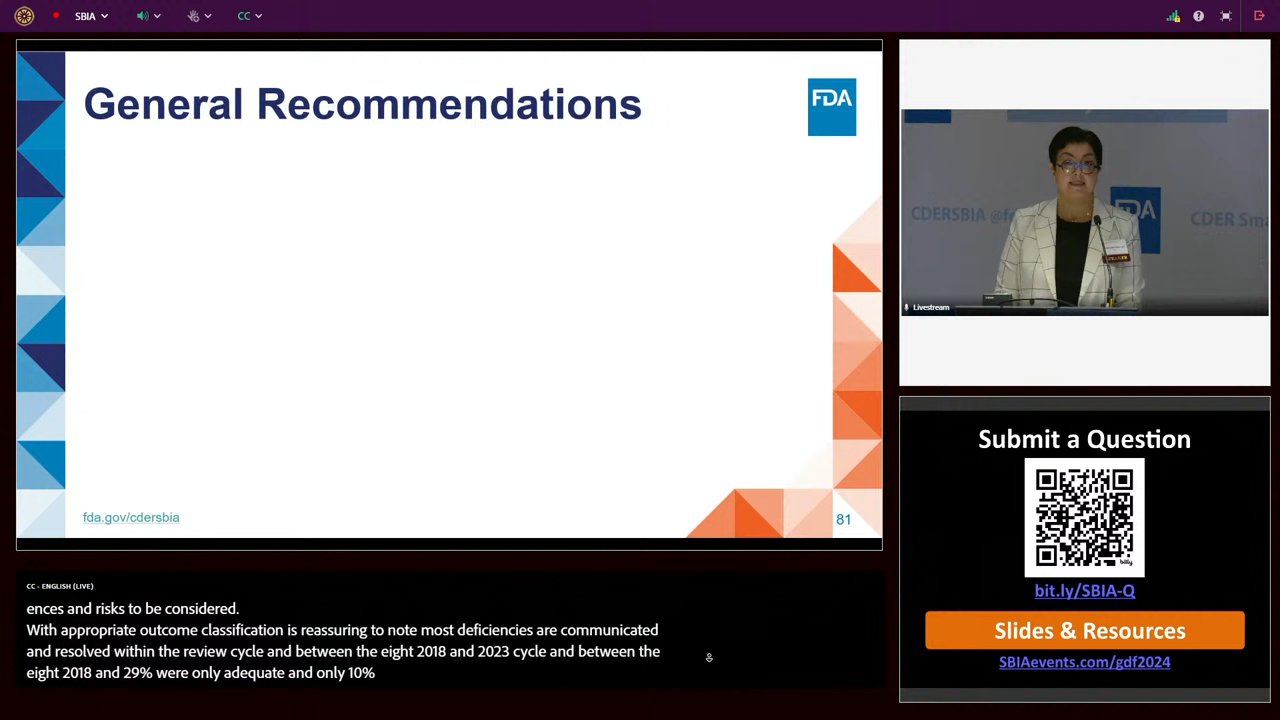 SBIA
CC
General Recommendations
FDA
fda.gov/cdersbia
81
CDERSBIA
FDA
CDER Sma
Livestream
Submit a Question
bitly
bit.ly/SBIA-Q
Slides & Resources
SBIAevents.com/gdf2024
CC - ENGLISH (LIVE)
ences and risks to be considered.
With appropriate outcome classification is reassuring to note most deficiencies are communicated
and resolved within the review cycle and between the eight 2018 and 2023 cycle and between the
eight 2018 and 29% were only adequate and only 10%